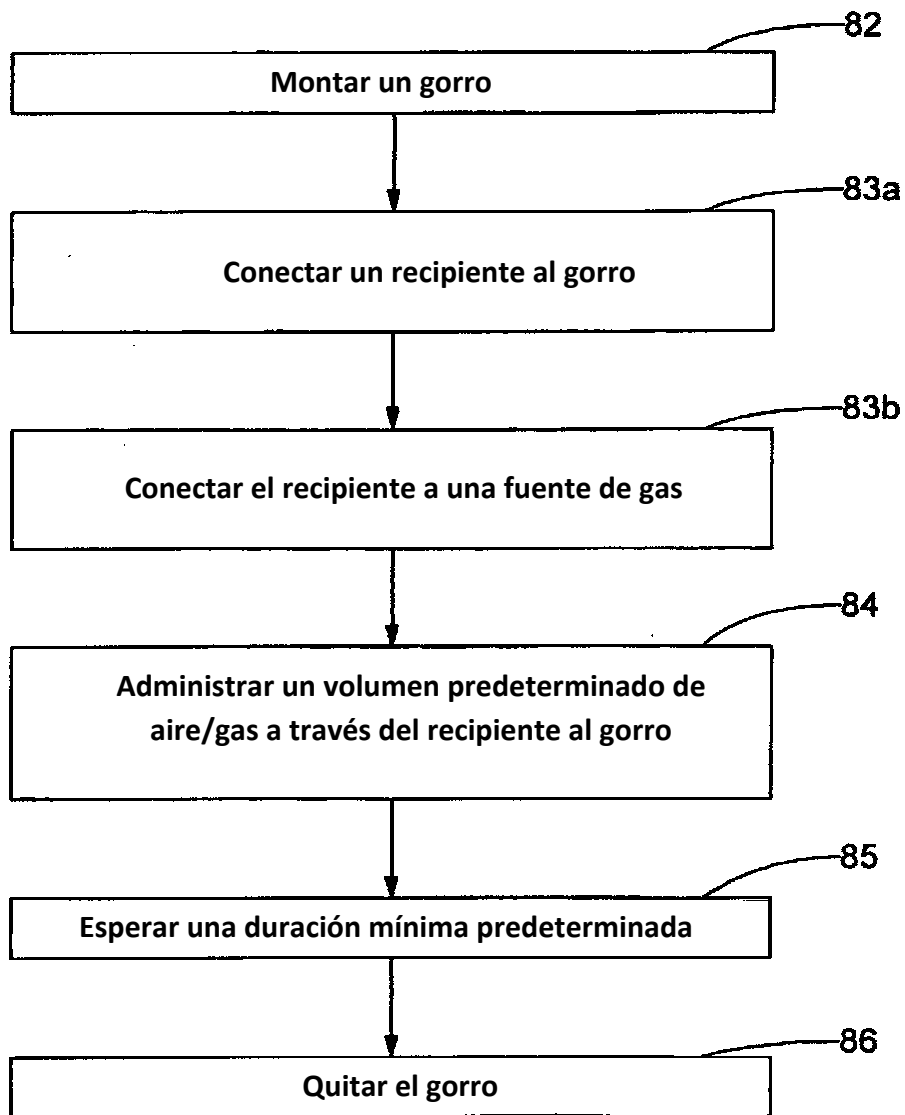 82
Montar un gorro
83a
Conectar un recipiente al gorro
83b
Conectar el recipiente a una fuente de gas
84
Administrar un volumen predeterminado de
aire/gas a través del recipiente al gorro
85
Esperar una duración mínima predeterminada
86
Quitar el gorro